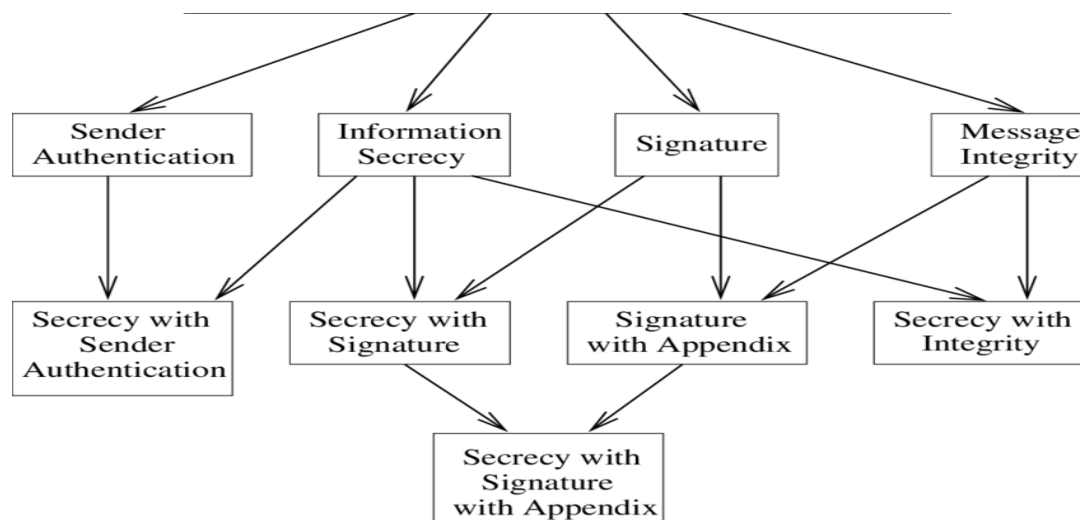 Sender
Authentication
Information
Secrecy
Signature
Message
Integrity
Secrecy with
Sender
Authentication
Secrecy with
Signature
Signature
with Appendix
Secrecy with
Integrity
Secrecy with
Signature
with Appendix